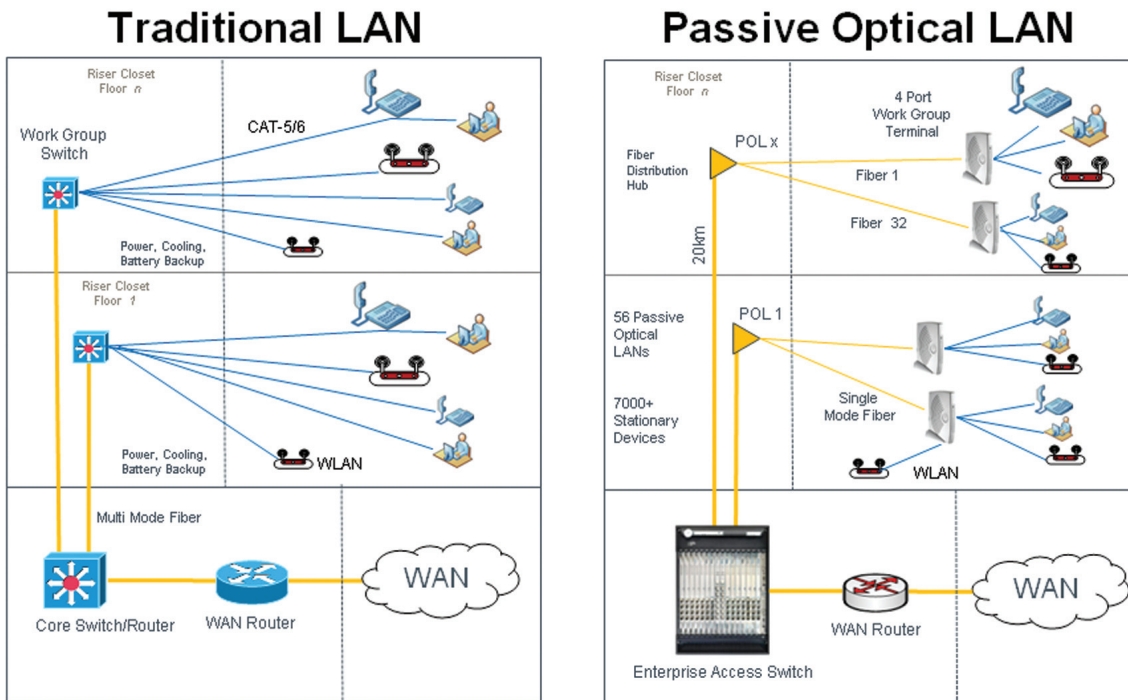 Traditional LAN
Riser Closet
Floor n
CAT-5/6
Work Group
Switch
Power, Cooling,
Battery Backup
Riser Closet
Floor 1
Power, Cooling,
Battery Backup
WLAN
Multi Mode Fiber
WAN
Core Switch/Router
WAN Router
Passive Optical LAN
Riser Closet
Floor n
4 Port
Work Group
Terminal
POL x
Fiber
Distribution
Hub
Fiber 1
Fiber 32
20km
56 Passive
Optical
LANs
POL 1
7000+
Stationary
Devices
Single
Mode Fiber
WLAN
WAN
WAN Router
Enterprise Access Switch